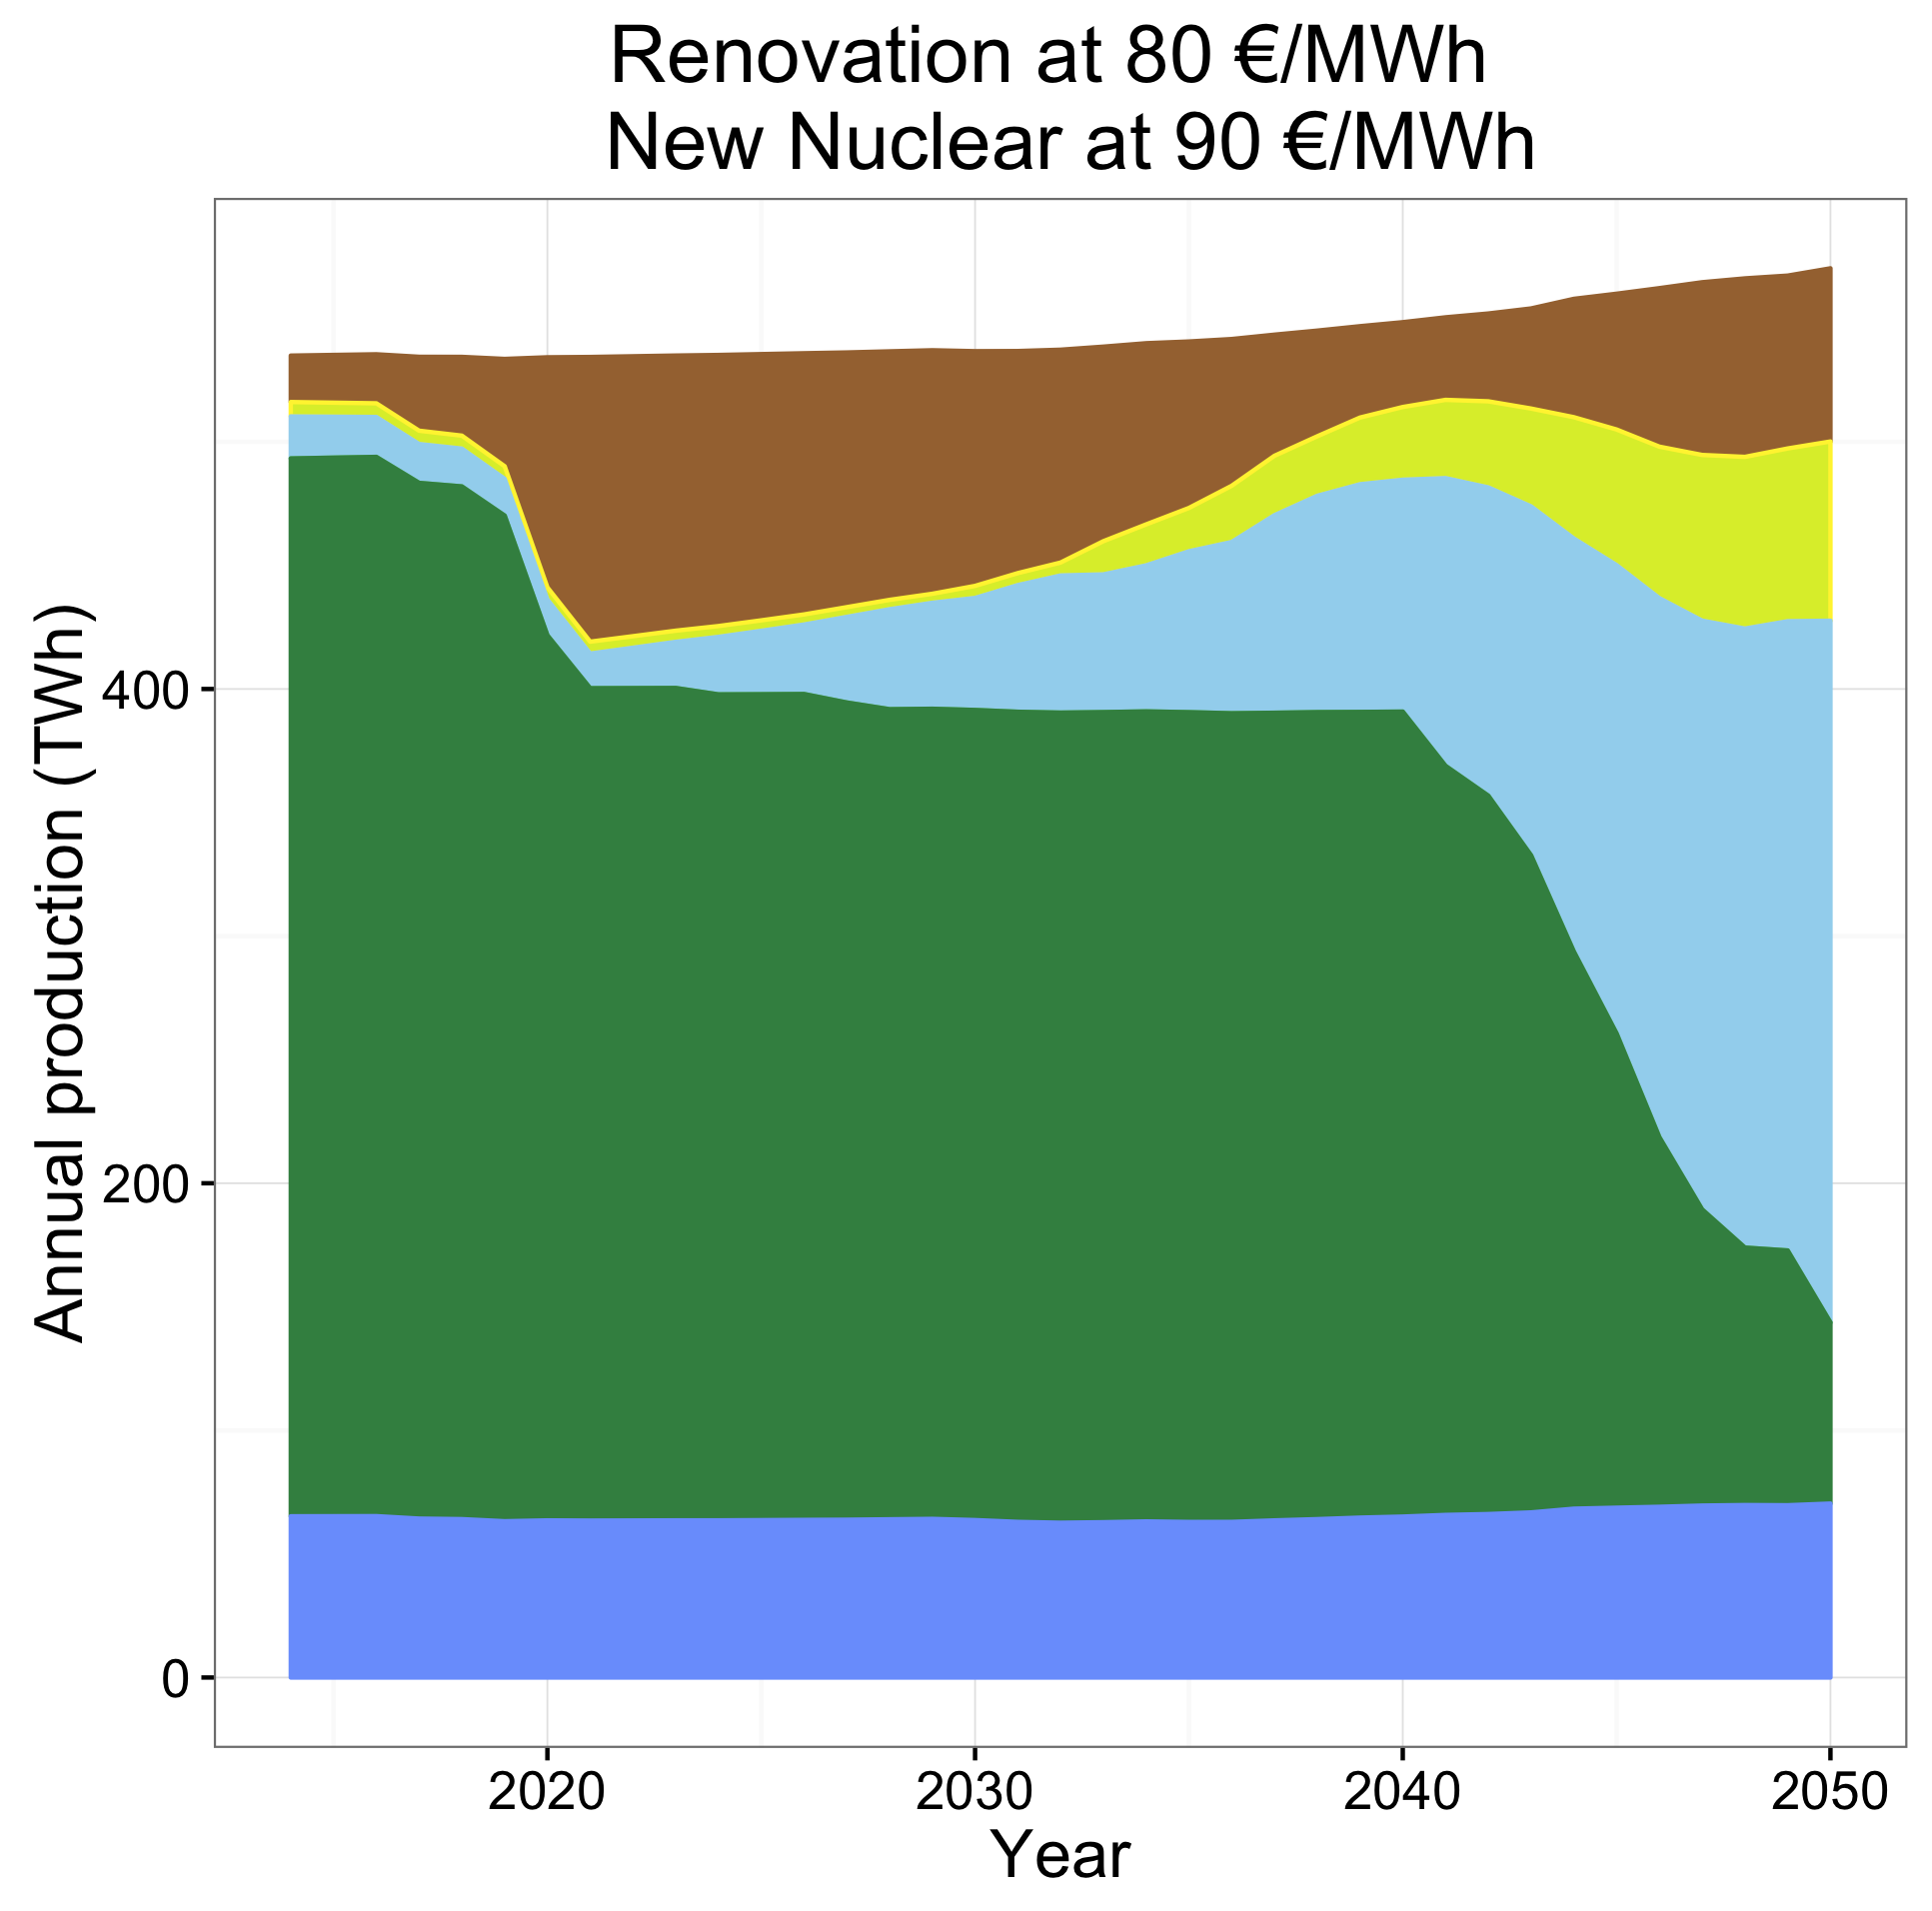 Renovation at 80 €/MWh
New Nuclear at 90 €/MWh
Annual production (TWh)
400
200
0
2020 2030 2040 2050
Year